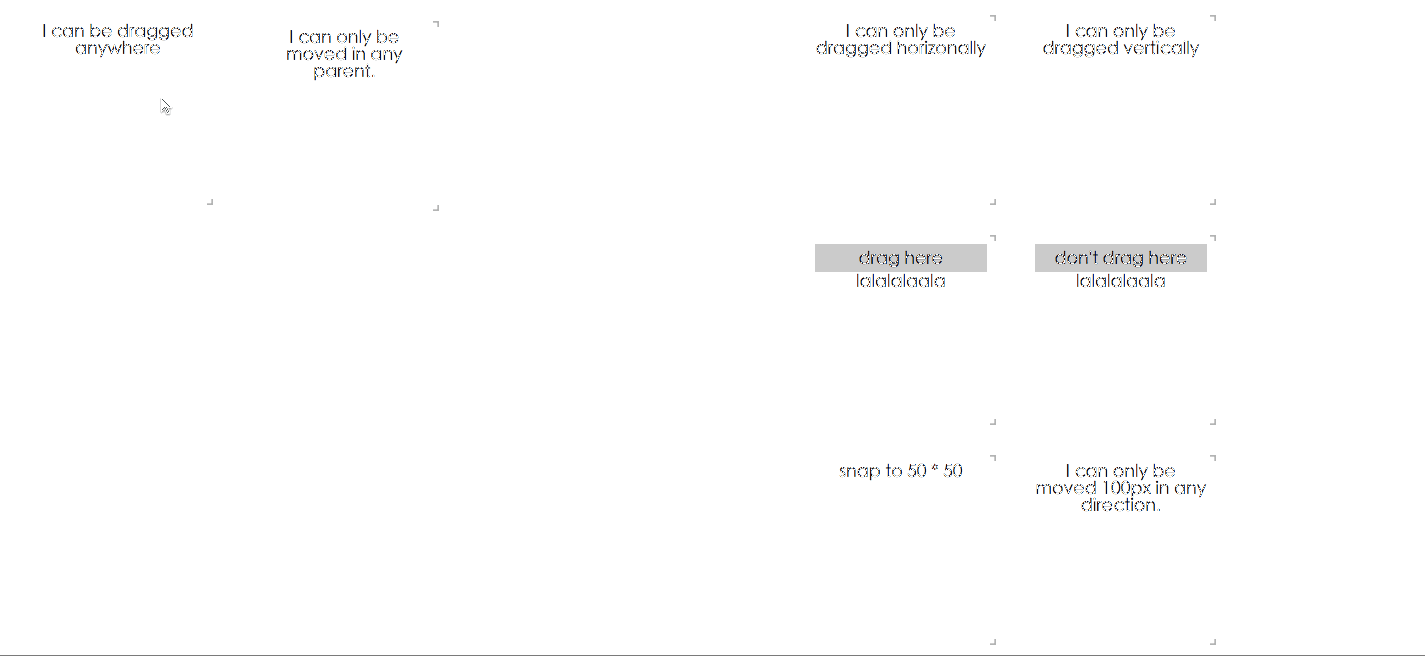 I can be dragged
anywhere
I can only be
moved in any
parent.
I can only be
dragged horizonally
I can only be
dragged vertically
drag here
lalalalaala
don't drag here
lalalalaala
snap to 50 * 50
I can only be
moved 100px in any
direction.